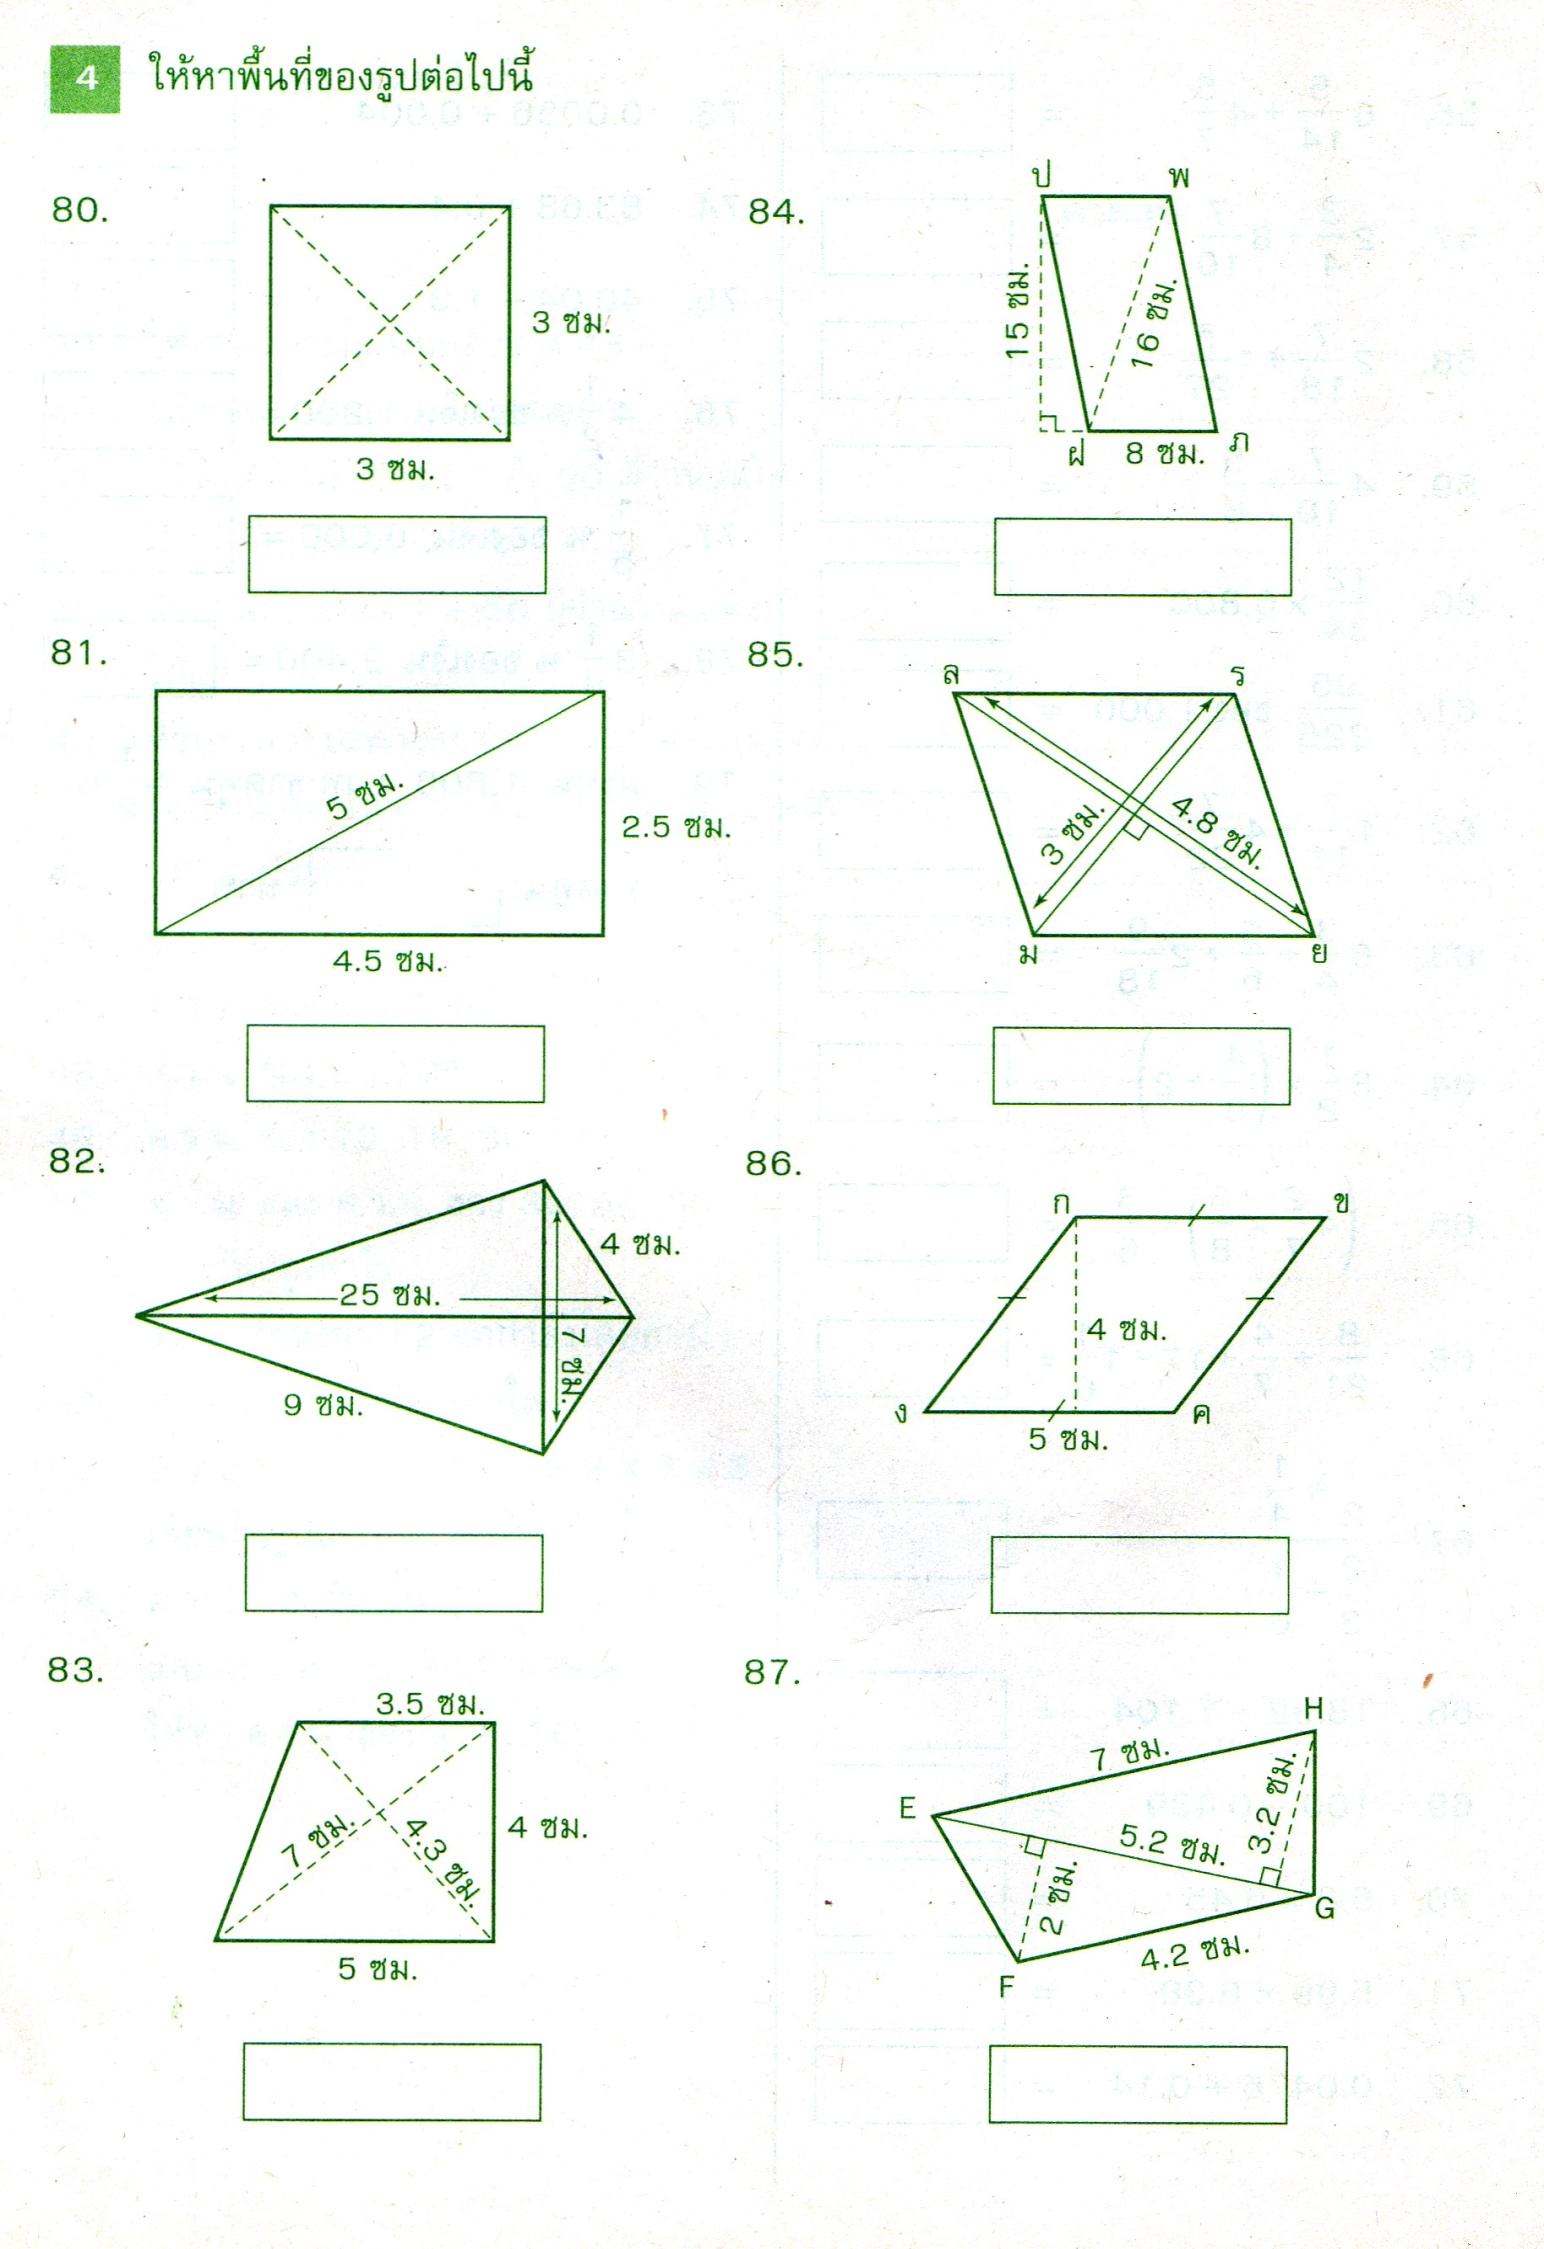 4 ให้หาพื้นที่ของรูปต่อไปนี้
80.
3 ซม.
3 ซม.
81.
5 ซม.
2.5 ซม.
4.5 ซม.
82.
4 ซม.
25 ซม.
7 ซม.
9 ซม.
83.
3.5 ซม.
7 ซม.
4.3 ซม.
4 ซม.
5 ซม.
84.
ป พ
15 ซม.
16 ซม.
ฝ 8 ซม. ภ
85.
ล ร
3 ซม.
4.8 ซม.
ม ย
86.
ก ข
4 ซม.
ง ค
5 ซม.
87.
H
7 ซม.
E
5.2 ซม.
3.2 ซม.
2 ซม.
G
4.2 ซม.
F